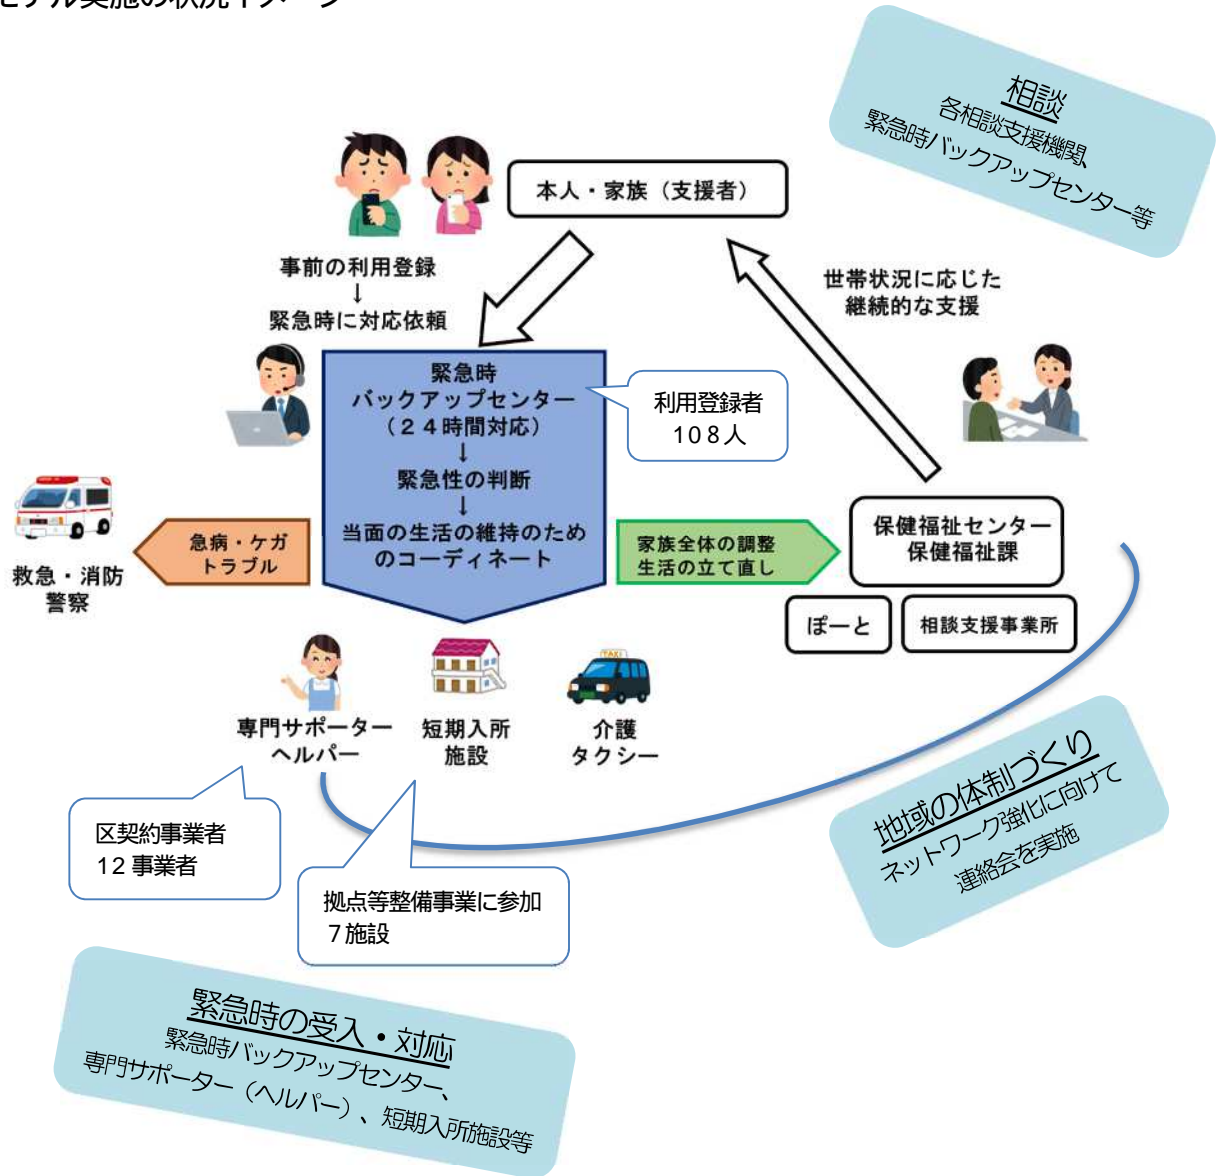 モデル実施の状況イメージ
相談
各相談支援機関、
緊急時バックアップセンター等
本人・家族（支援者）
事前の利用登録
↓
緊急時に対応依頼
世帯状況に応じた
継続的な支援
緊急時
バックアップセンター
（２４時間対応）
↓
緊急性の判断
↓
当面の生活の維持のため
のコーディネート
利用登録者
108人
急病・ケガ
トラブル
救急・消防
警察
家族全体の調整
生活の立て直し
保健福祉センター
保健福祉課
ぽーと
相談支援事業所
専門サポーター
ヘルパー
短期入所
施設
TAXI
介護
タクシー
区契約事業者
12 事業者
拠点等整備事業に参加
7施設
地域の体制づくり
ネットワーク強化に向けて
連絡会を実施
緊急時の受入・対応
緊急時バックアップセンター、
専門サポーター（ヘルパー）、短期入所施設等